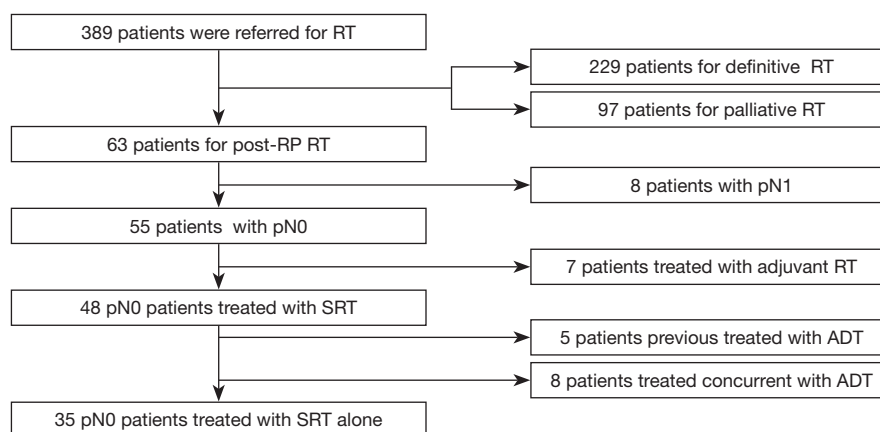 389 patients were referred for RT
229 patients for definitive RT
97 patients for palliative RT
63 patients for post-RP RT
8 patients with pN1
55 patients with pN0
7 patients treated with adjuvant RT
48 pN0 patients treated with SRT
5 patients previous treated with ADT
8 patients treated concurrent with ADT
35 pN0 patients treated with SRT alone